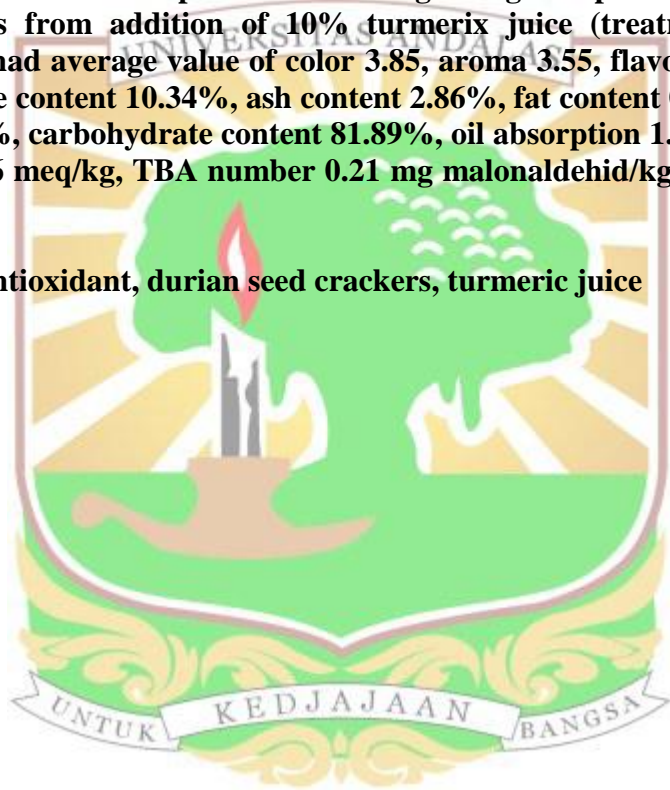 s from addition of 10% turmerix juice (treatr
UNIVERSITAS ANDALAS
had average value of color 3.85, aroma 3.55, flavo
e content 10.34%, ash content 2.86%, fat content
%, carbohydrate content 81.89%, oil absorption 1.
6 meq/kg, TBA number 0.21 mg malonaldehid/kg,
ntioxidant, durian seed crackers, turmeric juice
UNTUK KEDJAJAAN BANGSA